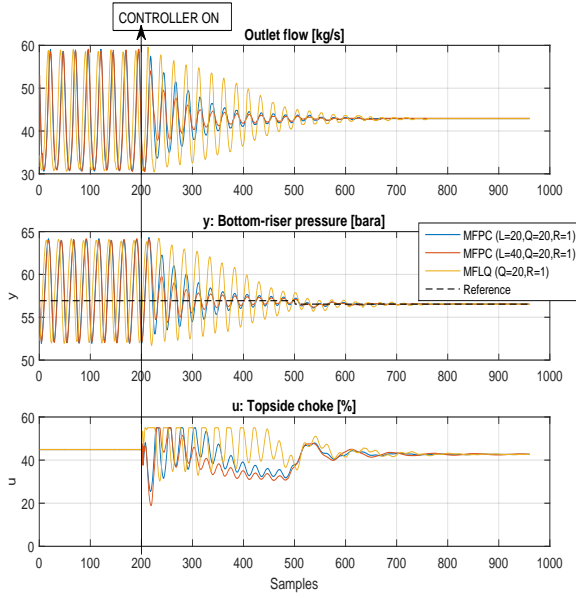 CONTROLLER ON
Outlet flow [kg/s]
60
50
40
30
0 100 200 300 400 500 600 700 800 900 1000
y: Bottom-riser pressure [bara]
65
60
55
50
y
0 100 200 300 400 500 600 700 800 900 1000
MFPC (L=20,Q=20,R=1)
MFPC (L=40,Q=20,R=1)
MFLQ (Q=20,R=1)
Reference
u: Topside choke [%]
60
40
20
0
u
0 100 200 300 400 500 600 700 800 900 1000
Samples